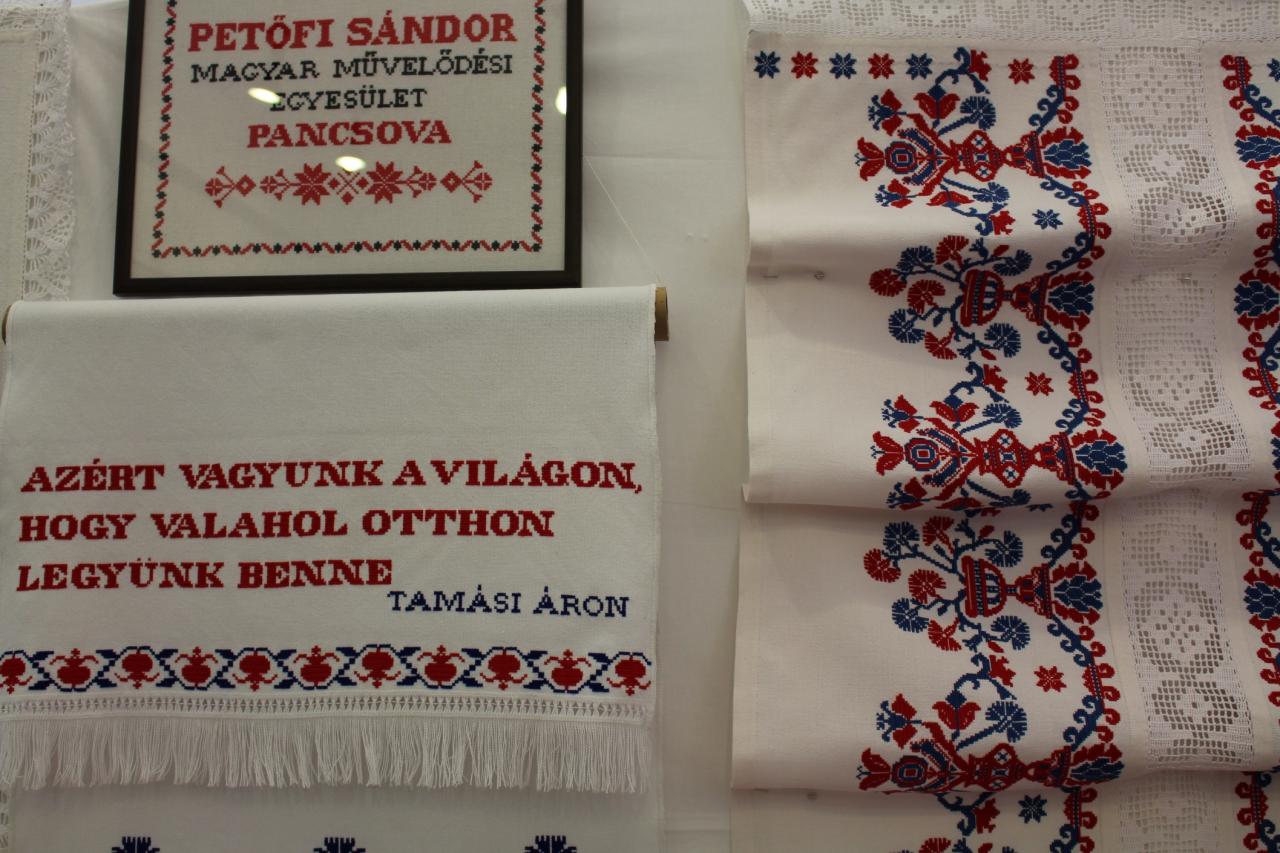 PETŐFI SÁNDOR
MAGYAR MŰVELŐDÉSI
EGYESÜLET
PANCSOVA
AZÉRT VAGYUNK A VILÁGON,
HOGY VALAHOL OTTHON
LEGYÜNK BENNE
TAMÁSI ÁRON